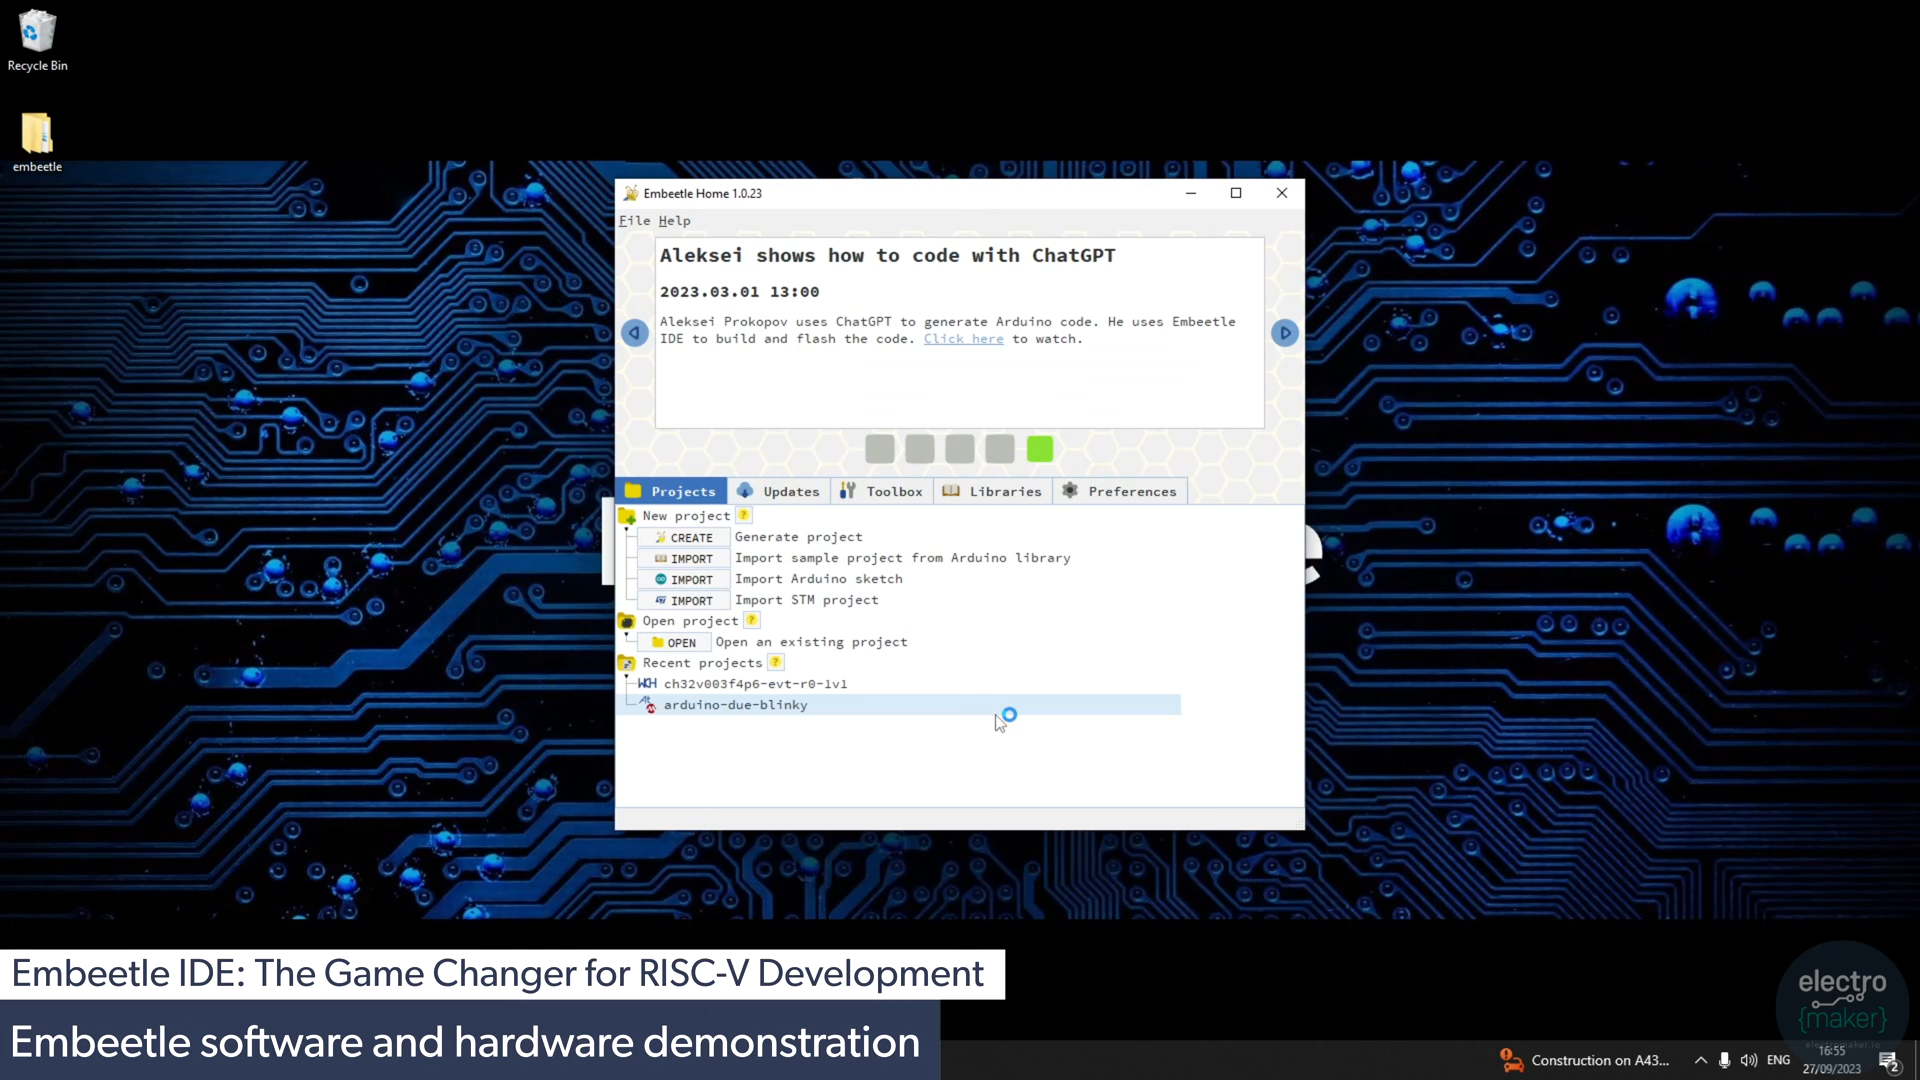 Recycle Bin
embeetle
Embeetle Home 1.0.23
File Help
Aleksei shows how to code with ChatGPT
2023.03.01 13:00
Aleksei Prokopov uses ChatGPT to generate Arduino code. He uses Embeetle
IDE to build and flash the code. Click here to watch.
Projects Updates Toolbox Libraries Preferences
New project ?
CREATE Generate project
IMPORT Import sample project from Arduino library
IMPORT Import Arduino sketch
IMPORT Import STM project
Open project ?
OPEN Open an existing project
Recent projects ?
WCH ch32v003f4p6-evt-r0-1v1
arduino-due-blinky
Embeetle IDE: The Game Changer for RISC-V Development
Embeetle software and hardware demonstration
electro
{maker}
electromaker.io
Construction on A43... ENG 16:55
27/09/2023 2